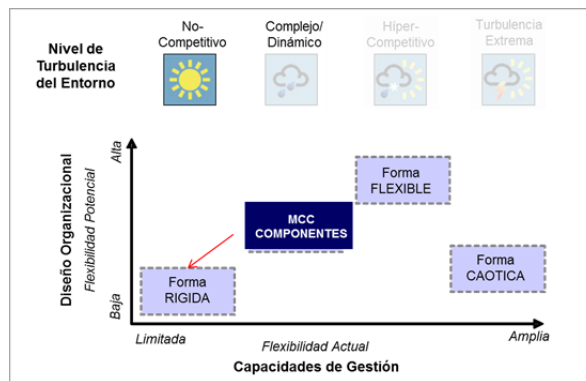 Nivel de
Turbulencia
del Entorno
No-
Competitivo
Complejo/
Dinámico
Híper-
Competitivo
Turbulencia
Extrema
Diseño Organizacional
Flexibilidad Potencial
Alta
Baja
Forma
FLEXIBLE
MCC
COMPONENTES
Forma
RIGIDA
Forma
CAOTICA
Limitada
Flexibilidad Actual
Amplia
Capacidades de Gestión